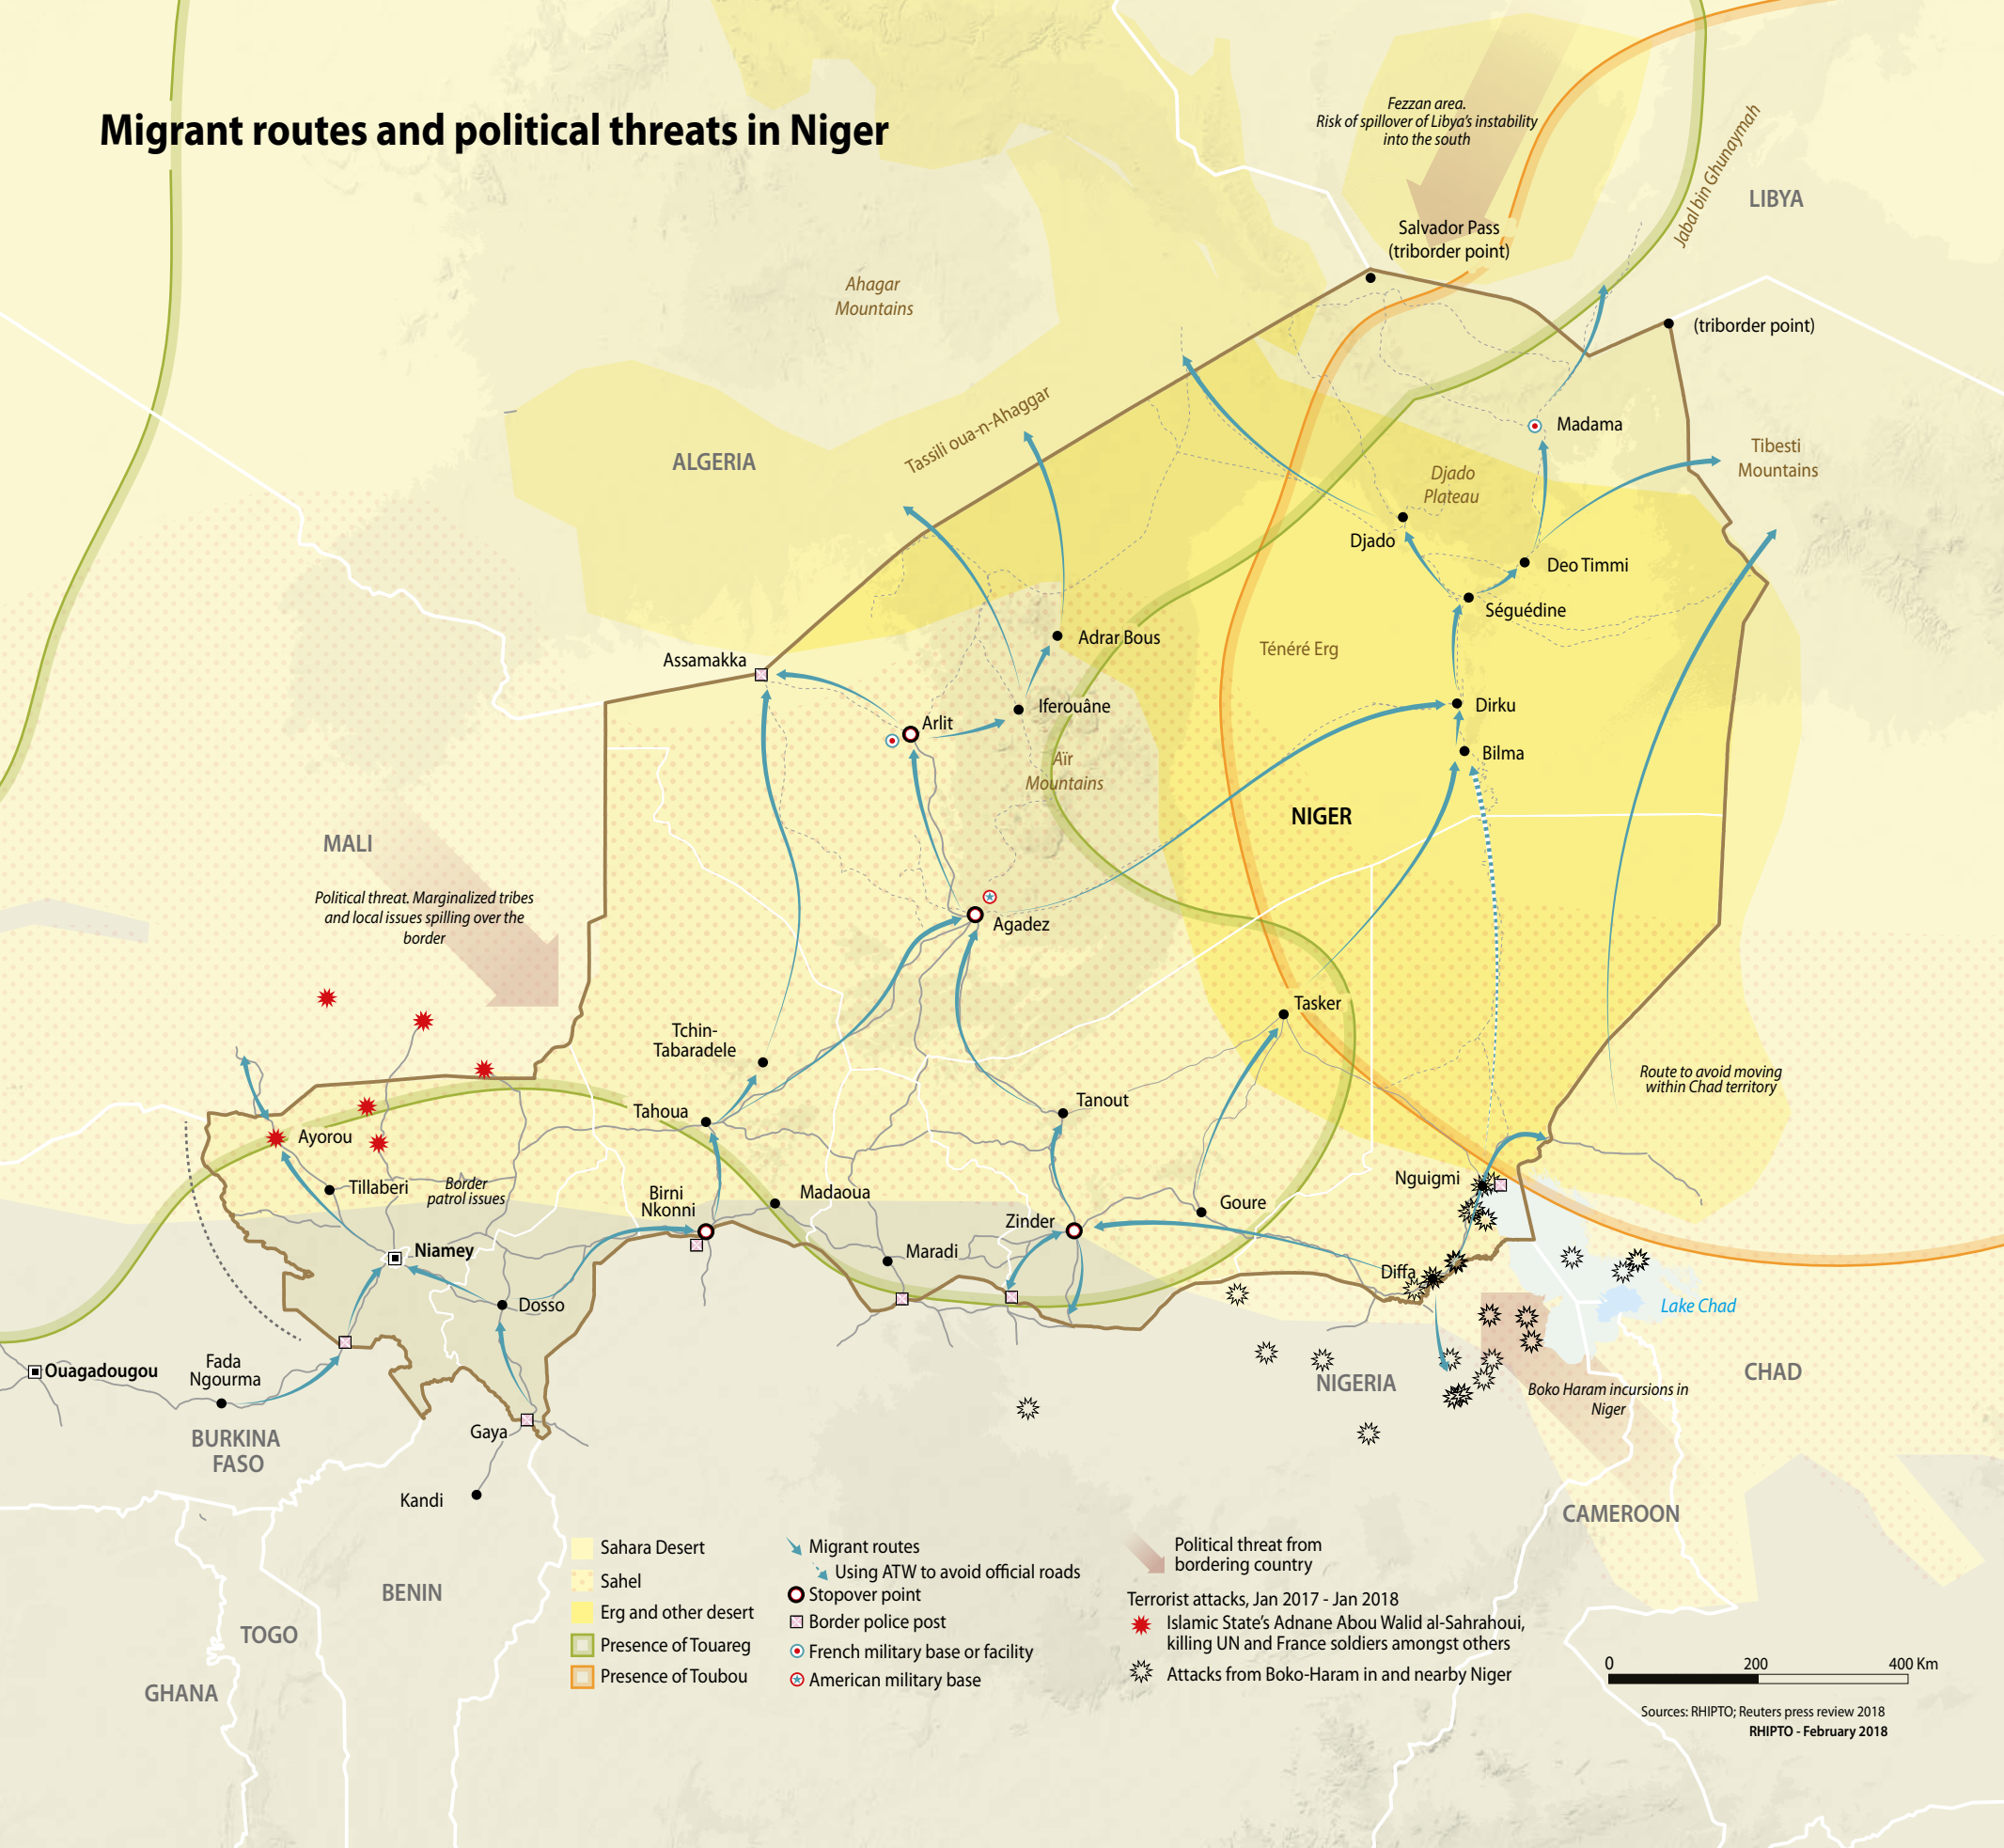 Migrant routes and political threats in Niger
Fezzan area.
Risk of spillover of Libya's instability
into the south
Jabal bin Ghunaymah
LIBYA
Salvador Pass
(triborder point)
(triborder point)
Ahagar
Mountains
Tassili oua-n-Ahaggar
ALGERIA
Madama
Tibesti
Mountains
Djado
Plateau
Djado
Deo Timmi
Séguédine
Ténéré Erg
Adrar Bous
Assamakka
Iferouâne
Arlit
Dirku
Bilma
Aïr
Mountains
NIGER
MALI
Political threat. Marginalized tribes
and local issues spilling over the
border
Agadez
Tasker
Tchin-
Tabaradele
Route to avoid moving
within Chad territory
Tanout
Tahoua
Ayorou
Tillaberi
Border
patrol issues
Birni
Nkonni
Madaoua
Nguigmi
Goure
Zinder
Niamey
Maradi
Diffa
Dosso
Lake Chad
Ouagadougou
Fada
Ngourma
NIGERIA
CHAD
Boko Haram incursions in
Niger
BURKINA
FASO
Gaya
Kandi
CAMEROON
BENIN
TOGO
GHANA
Sahara Desert
Sahel
Erg and other desert
Presence of Touareg
Presence of Toubou
Migrant routes
Using ATW to avoid official roads
Stopover point
Border police post
French military base or facility
American military base
Political threat from
bordering country
Terrorist attacks, Jan 2017 - Jan 2018
Islamic State's Adnane Abou Walid al-Sahrahoui,
killing UN and France soldiers amongst others
Attacks from Boko-Haram in and nearby Niger
0 200 400 Km
Sources: RHIPTO; Reuters press review 2018
RHIPTO - February 2018